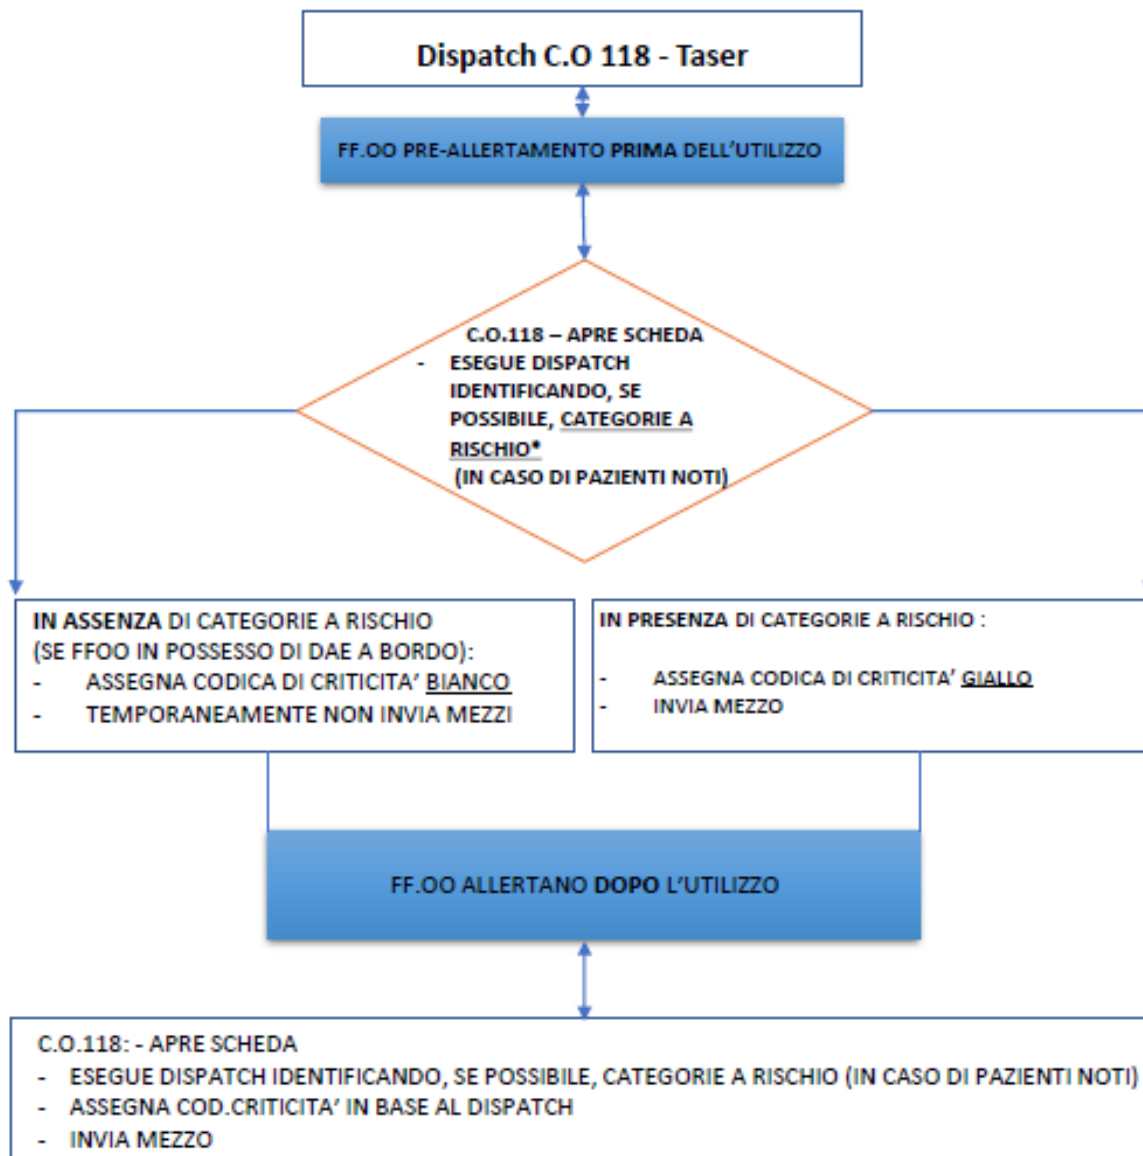 Dispatch C.O 118 - Taser
FF.OO PRE-ALLERTAMENTO PRIMA DELL'UTILIZZO
C.O.118 – APRE SCHEDA
- ESEGUE DISPATCH
IDENTIFICANDO, SE
POSSIBILE, CATEGORIE A
RISCHIO*
(IN CASO DI PAZIENTI NOTI)
IN ASSENZA DI CATEGORIE A RISCHIO
(SE FFOO IN POSSESSO DI DAE A BORDO):
- ASSEGNA CODICA DI CRITICITA' BIANCO
- TEMPORANEAMENTE NON INVIA MEZZI
IN PRESENZA DI CATEGORIE A RISCHIO :
- ASSEGNA CODICA DI CRITICITA' GIALLO
- INVIA MEZZO
FF.OO ALLERTANO DOPO L'UTILIZZO
C.O.118: - APRE SCHEDA
- ESEGUE DISPATCH IDENTIFICANDO, SE POSSIBILE, CATEGORIE A RISCHIO (IN CASO DI PAZIENTI NOTI)
- ASSEGNA COD.CRITICITA' IN BASE AL DISPATCH
- INVIA MEZZO